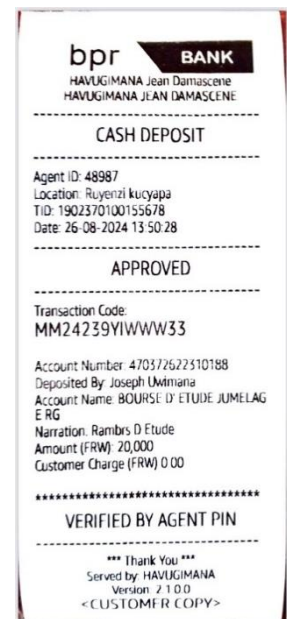 bpr BANK
HAVUGIMANA Jean Damascene
HAVUGIMANA JEAN DAMASCENE
CASH DEPOSIT
Agent ID: 48987
Location: Ruyenzi kucyapa
TID: 1902370100155678
Date: 26-08-2024 13:50:28
APPROVED
Transaction Code:
MM24239YIWWW33
Account Number: 470372622310188
Deposited By: Joseph Uwimana
Account Name: BOURSE D' ETUDE JUMELAG
E RG
Narration: Rambrs D Etude
Amount (FRW): 20,000
Customer Charge (FRW) 0.00
********************************
VERIFIED BY AGENT PIN
*** Thank You ***
Served by: HAVUGIMANA
Version: 2.1.0.0
<CUSTOMER COPY>